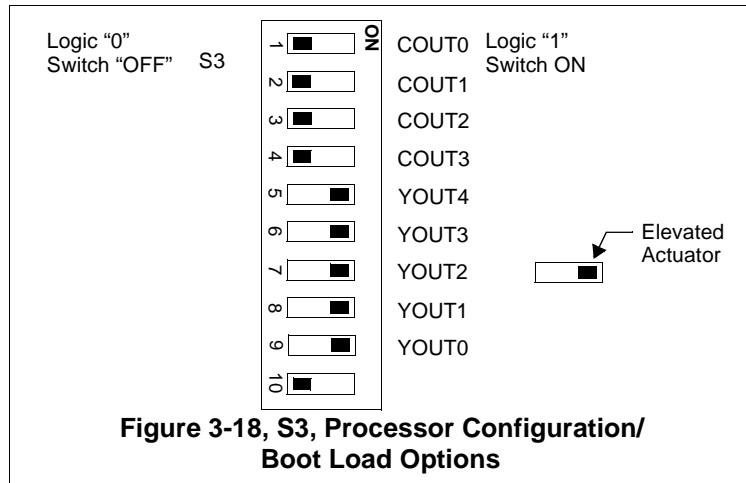 Logic “0”
Switch “OFF” S3
ON
1 COUT0 Logic “1”
Switch ON
2 COUT1
3 COUT2
4 COUT3
5 YOUT4
6 YOUT3
7 YOUT2
8 YOUT1
9 YOUT0
10
Elevated
Actuator
Figure 3-18, S3, Processor Configuration/
Boot Load Options